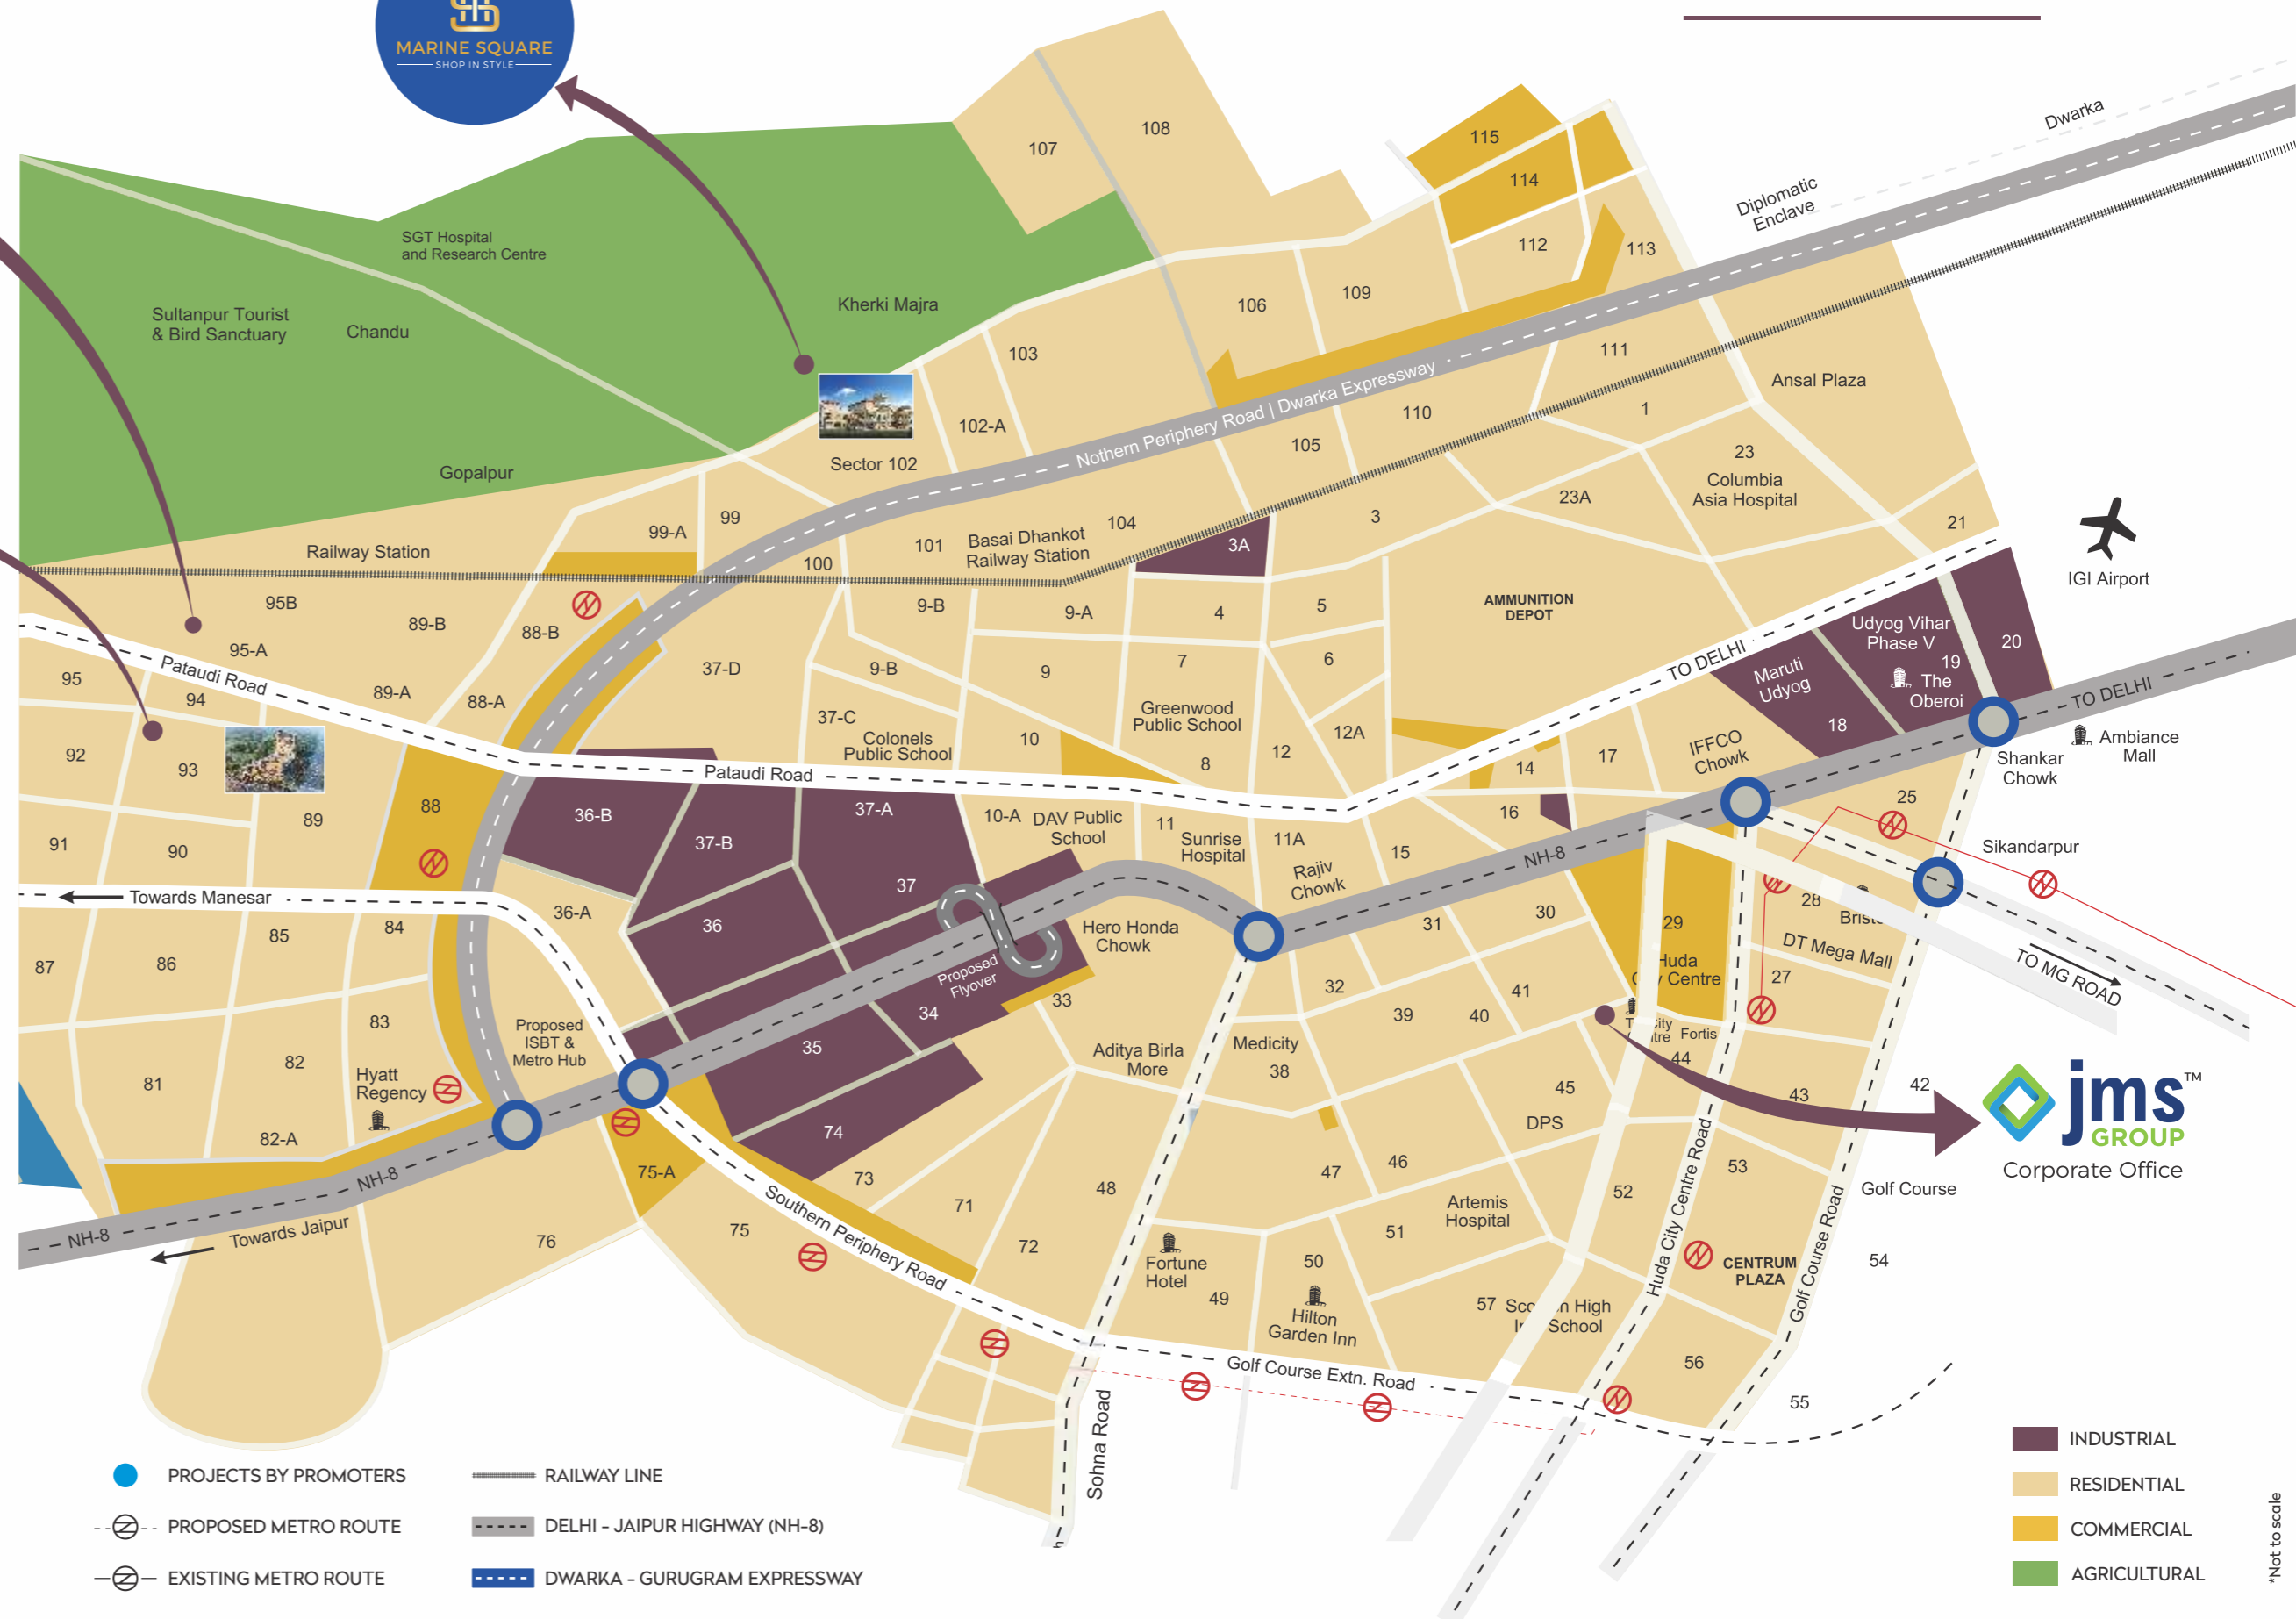 MARINE SQUARE
SHOP IN STYLE
107
108
115
114
112
113
Dwarka
Diplomatic
Enclave
SGT Hospital
and Research Centre
Sultanpur Tourist
& Bird Sanctuary
Chandu
Kherki Majra
Gopalpur
106
109
103
102-A
Sector 102
Nothern Periphery Road | Dwarka Expressway
111
110
105
1
Ansal Plaza
23
Columbia
Asia Hospital
23A
21
IGI Airport
99-A
99
100
101
Basai Dhankot
Railway Station
104
3A
3
Railway Station
95B
95-A
89-B
88-B
9-B
9-A
4
5
AMMUNITION
DEPOT
Udyog Vihar
Phase V
19
The
Oberoi
20
Maruti
Udyog
18
TO DELHI
TO DELHI
95
Pataudi Road
94
89-A
88-A
37-D
9-B
9
7
6
37-C
Colonels
Public School
10
Greenwood
Public School
8
12
12A
14
17
IFFCO
Chowk
Shankar
Chowk
Ambiance
Mall
92
93
Pataudi Road
88
89
91
90
36-B
37-B
37-A
10-A
DAV Public
School
11
Sunrise
Hospital
11A
Rajiv
Chowk
15
16
NH-8
25
Sikandarpur
Towards Manesar
36-A
37
36
Hero Honda
Chowk
31
30
29
Huda
28
DT Mega Mall
27
TO MG ROAD
87
86
85
84
83
82
81
82-A
Hyatt
Regency
Proposed
ISBT &
Metro Hub
Proposed
Flyover
34
33
35
74
32
39
40
41
Fortis
44
Aditya Birla
More
Medicity
38
45
DPS
43
42
jms™
GROUP
Corporate Office
NH-8
NH-8
Towards Jaipur
76
75-A
75
73
71
72
48
47
46
Artemis
Hospital
51
52
53
Golf Course
54
Southern Periphery Road
Fortune
Hotel
49
50
Hilton
Garden Inn
57
High
School
Huda City Centre Road
CENTRUM
PLAZA
Golf Course Road
56
55
Golf Course Extn. Road
Sohna Road
PROJECTS BY PROMOTERS
PROPOSED METRO ROUTE
EXISTING METRO ROUTE
RAILWAY LINE
DELHI - JAIPUR HIGHWAY (NH-8)
DWARKA - GURUGRAM EXPRESSWAY
INDUSTRIAL
RESIDENTIAL
COMMERCIAL
AGRICULTURAL
*Not to scale